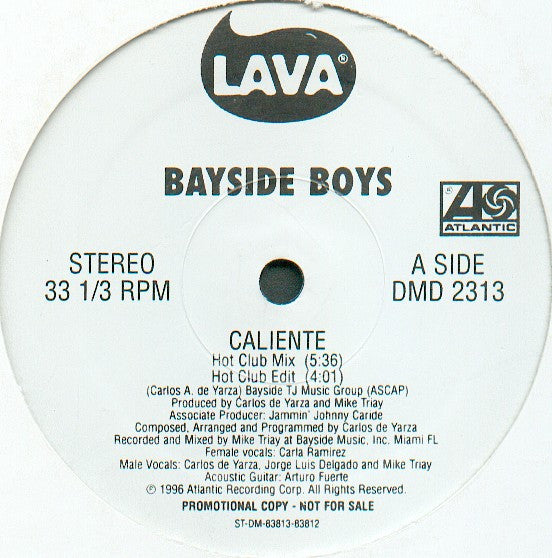 LAVA®
BAYSIDE BOYS
®
ATLANTIC
STEREO
33 1/3 RPM
A SIDE
DMD 2313
CALIENTE
Hot Club Mix (5:36)
Hot Club Edit (4:01)
(Carlos A. de Yarza) Bayside TJ Music Group (ASCAP)
Produced by Carlos de Yarza and Mike Triay
Associate Producer: Jammin' Johnny Caride
Composed, Arranged and Programmed by Carlos de Yarza
Recorded and Mixed by Mike Triay at Bayside Music, Inc. Miami FL
Female vocals: Carla Ramirez
Male Vocals: Carlos de Yarza, Jorge Luis Delgado and Mike Triay
Acoustic Guitar: Arturo Fuerte
℗ 1996 Atlantic Recording Corp. All Rights Reserved.
PROMOTIONAL COPY - NOT FOR SALE
ST-DM-83813-83812